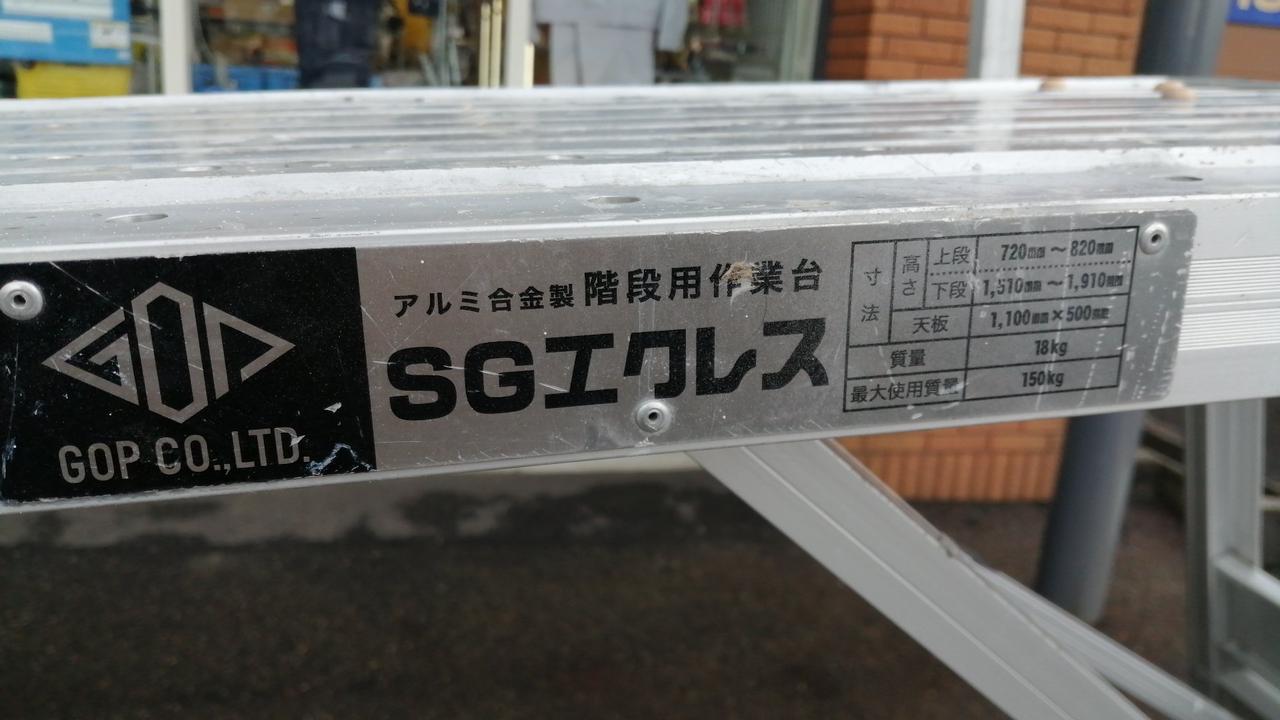 GOP
GOP CO.,LTD.
アルミ合金製 階段用作業台
SGエクレス
寸法 高さ 上段 720mm ～ 820mm
下段 1,510mm ～ 1,910mm
天板 1,100mm × 500mm
質量 18kg
最大使用質量 150kg